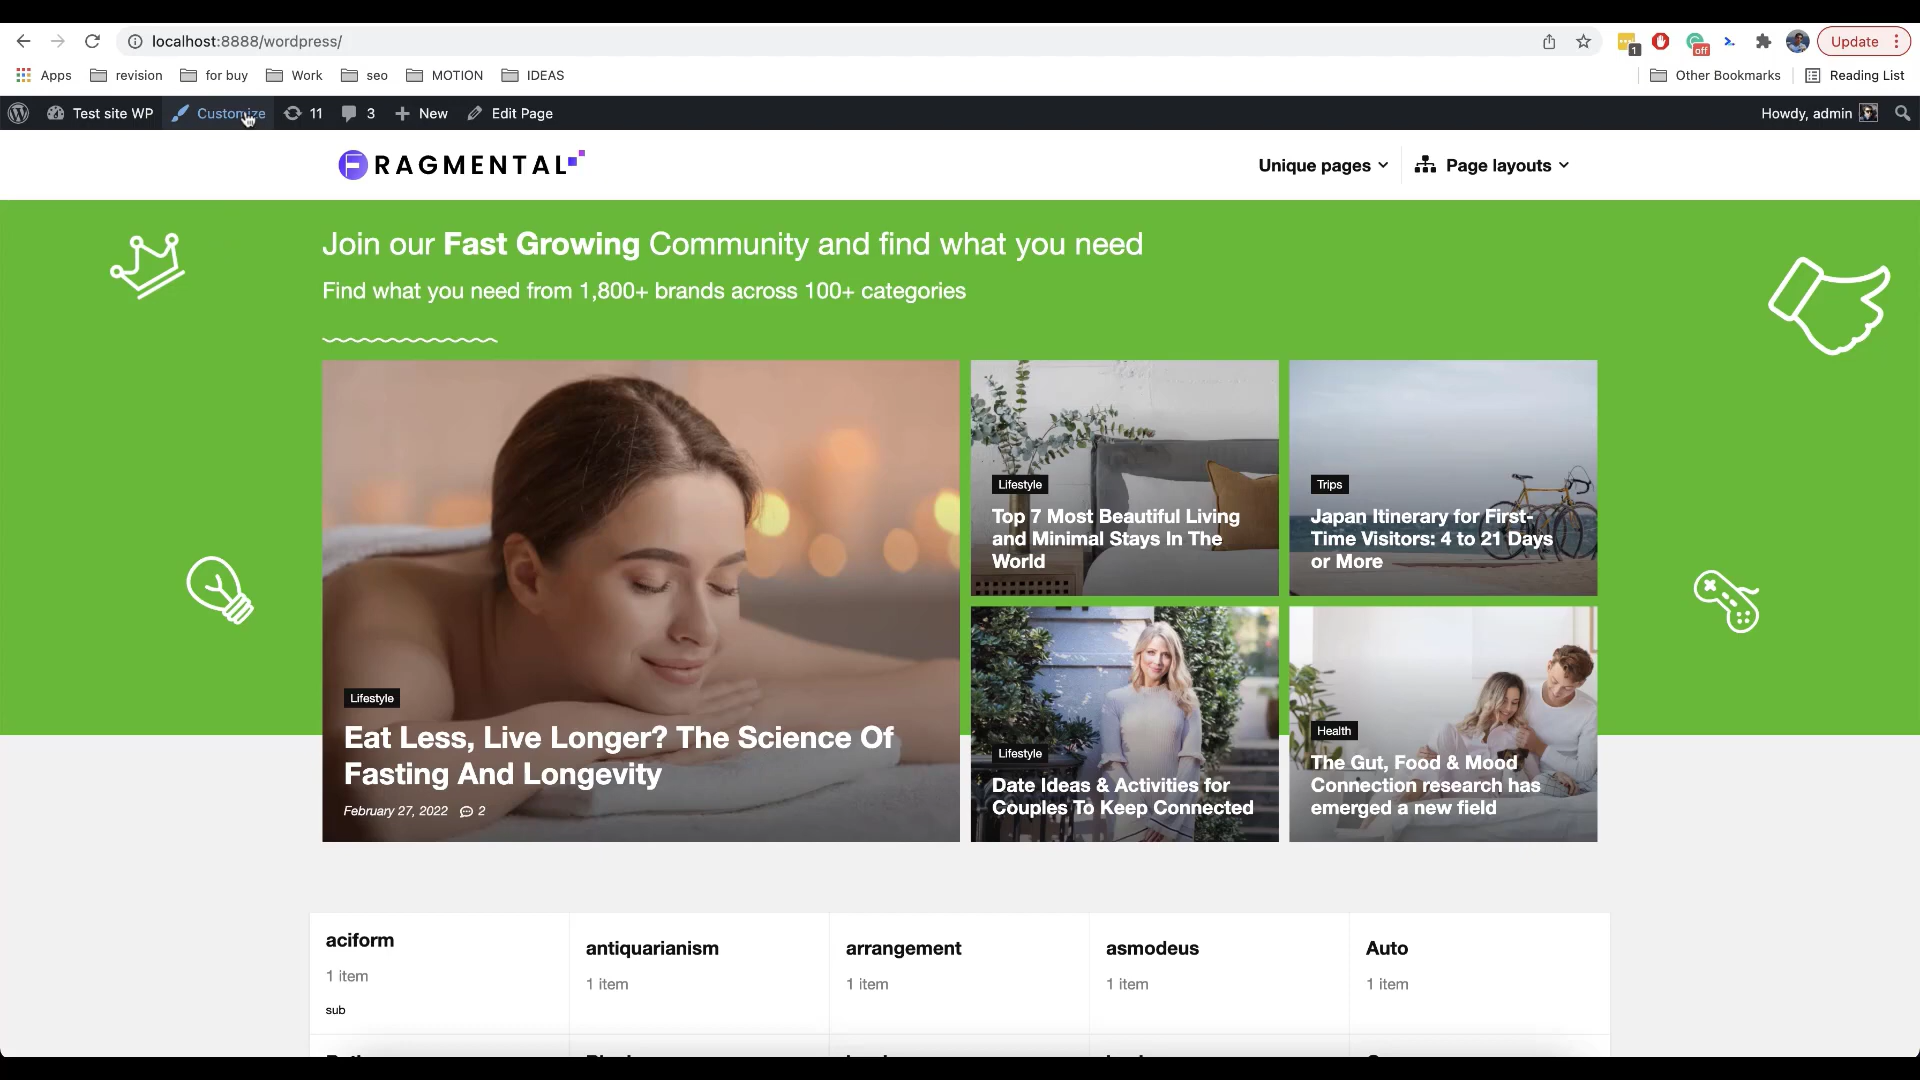 localhost:8888/wordpress/
1
off
Update
Apps
revision
for buy
Work
seo
MOTION
IDEAS
Other Bookmarks
Reading List
Test site WP
Customize
11
3
New
Edit Page
Howdy, admin
FRAGMENTAL
Unique pages
Page layouts
Join our Fast Growing Community and find what you need
Find what you need from 1,800+ brands across 100+ categories
Lifestyle
Eat Less, Live Longer? The Science Of
Fasting And Longevity
February 27, 2022 2
Lifestyle
Top 7 Most Beautiful Living
and Minimal Stays In The
World
Trips
Japan Itinerary for First-
Time Visitors: 4 to 21 Days
or More
Lifestyle
Date Ideas & Activities for
Couples To Keep Connected
Health
The Gut, Food & Mood
Connection research has
emerged a new field
aciform
1 item
sub
antiquarianism
1 item
arrangement
1 item
asmodeus
1 item
Auto
1 item